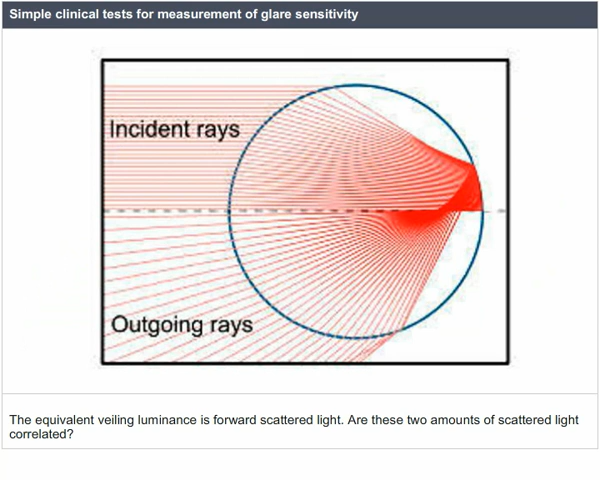 Simple clinical tests for measurement of glare sensitivity
Incident rays
Outgoing rays
The equivalent veiling luminance is forward scattered light. Are these two amounts of scattered light
correlated?